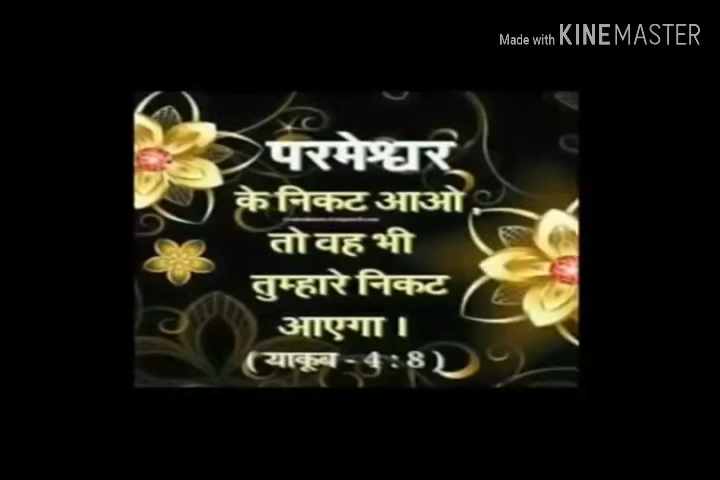 Made with KINEMASTER
परमेश्वर
के निकट आओ,
तो वह भी
तुम्हारे निकट
आएगा ।
( याकूब - 4 : 8 )